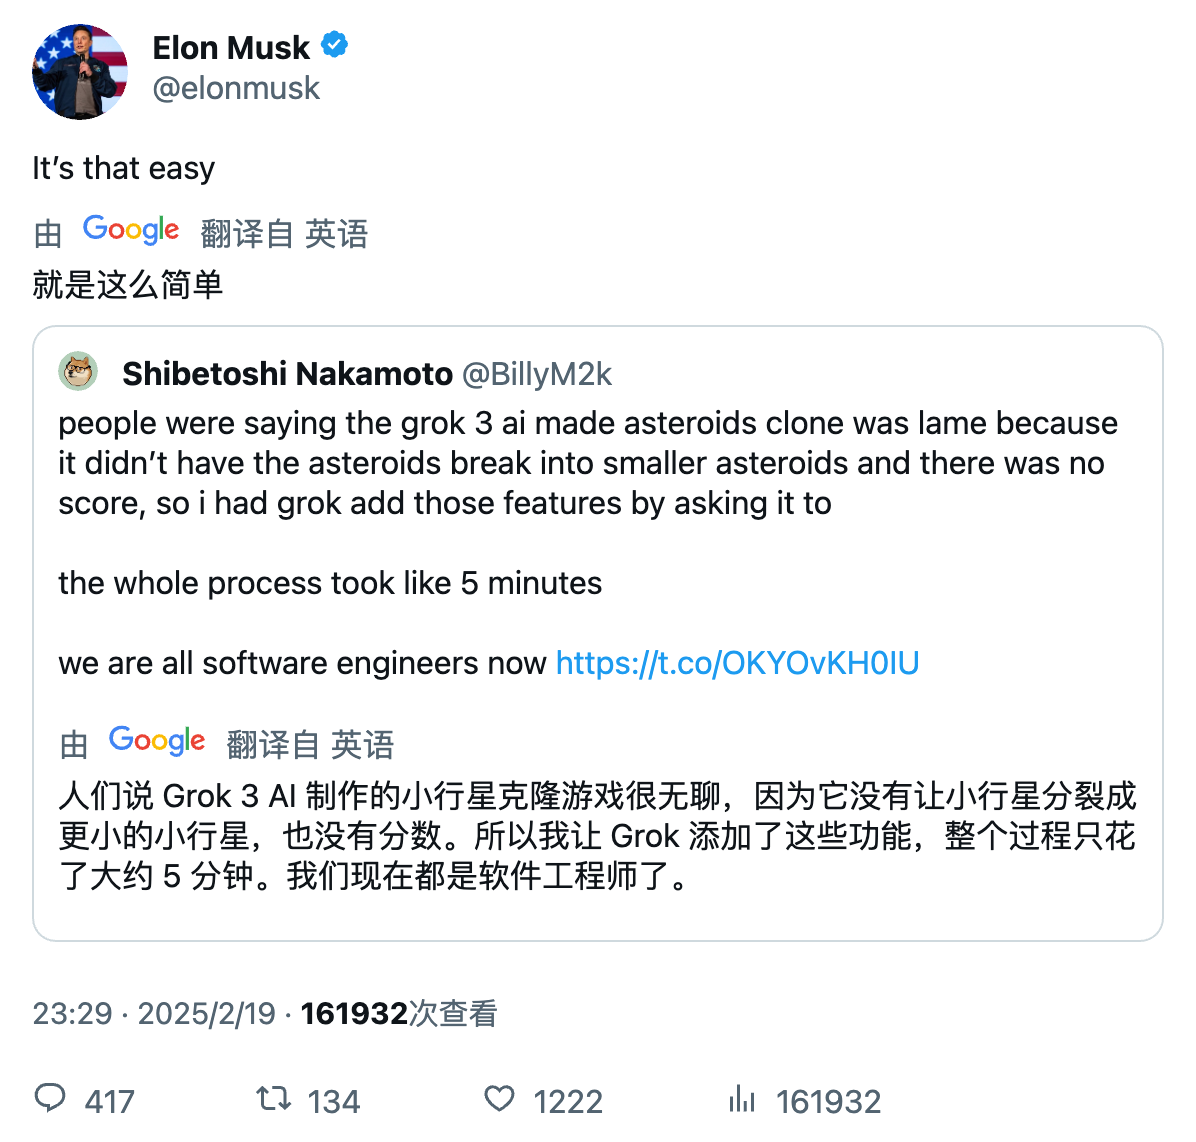 Elon Musk
@elonmusk
It’s that easy
由 Google 翻译自 英语
就是这么简单
Shibetoshi Nakamoto @BillyM2k
people were saying the grok 3 ai made asteroids clone was lame because
it didn’t have the asteroids break into smaller asteroids and there was no
score, so i had grok add those features by asking it to
the whole process took like 5 minutes
we are all software engineers now https://t.co/OKYOvKH0IU
由 Google 翻译自 英语
人们说 Grok 3 AI 制作的小行星克隆游戏很无聊，因为它没有让小行星分裂成
更小的小行星，也没有分数。所以我让 Grok 添加了这些功能，整个过程只花
了大约 5 分钟。我们现在都是软件工程师了。
23:29 · 2025/2/19 · 161932次查看
417 134 1222 161932